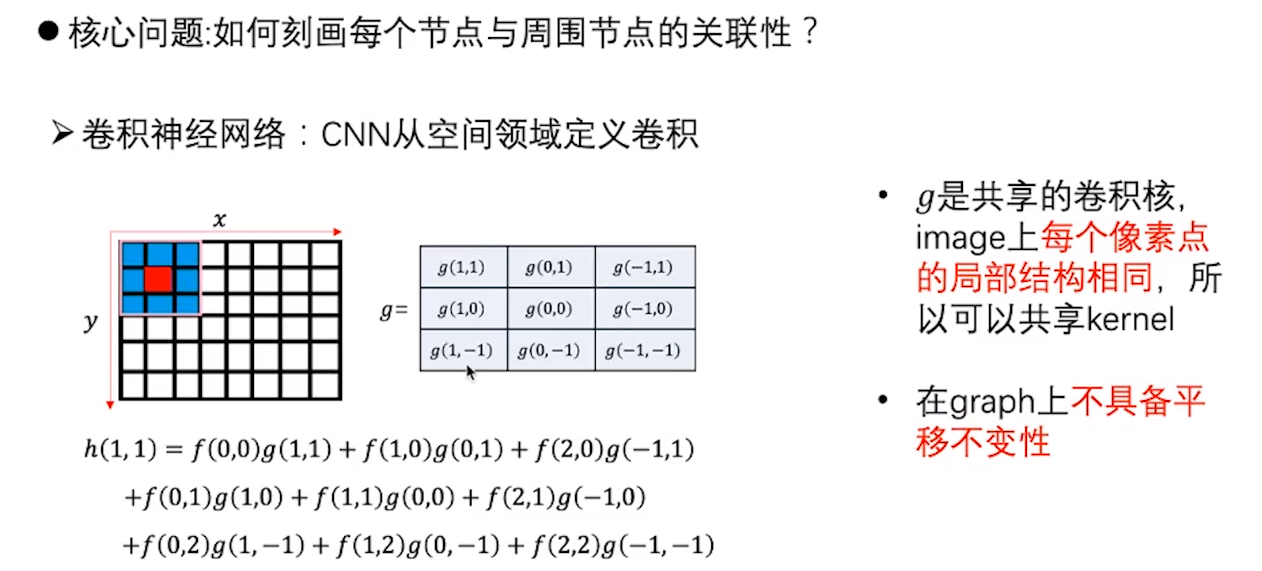 ● 核心问题:如何刻画每个节点与周围节点的关联性？
➢ 卷积神经网络：CNN从空间领域定义卷积
x
y
g=
g(1,1) g(0,1) g(−1,1)
g(1,0) g(0,0) g(−1,0)
g(1,−1) g(0,−1) g(−1,−1)
h(1,1) = f(0,0)g(1,1) + f(1,0)g(0,1) + f(2,0)g(−1,1)
+f(0,1)g(1,0) + f(1,1)g(0,0) + f(2,1)g(−1,0)
+f(0,2)g(1,−1) + f(1,2)g(0,−1) + f(2,2)g(−1,−1)
• g是共享的卷积核,
image上每个像素点
的局部结构相同，所
以可以共享kernel
• 在graph上不具备平
移不变性